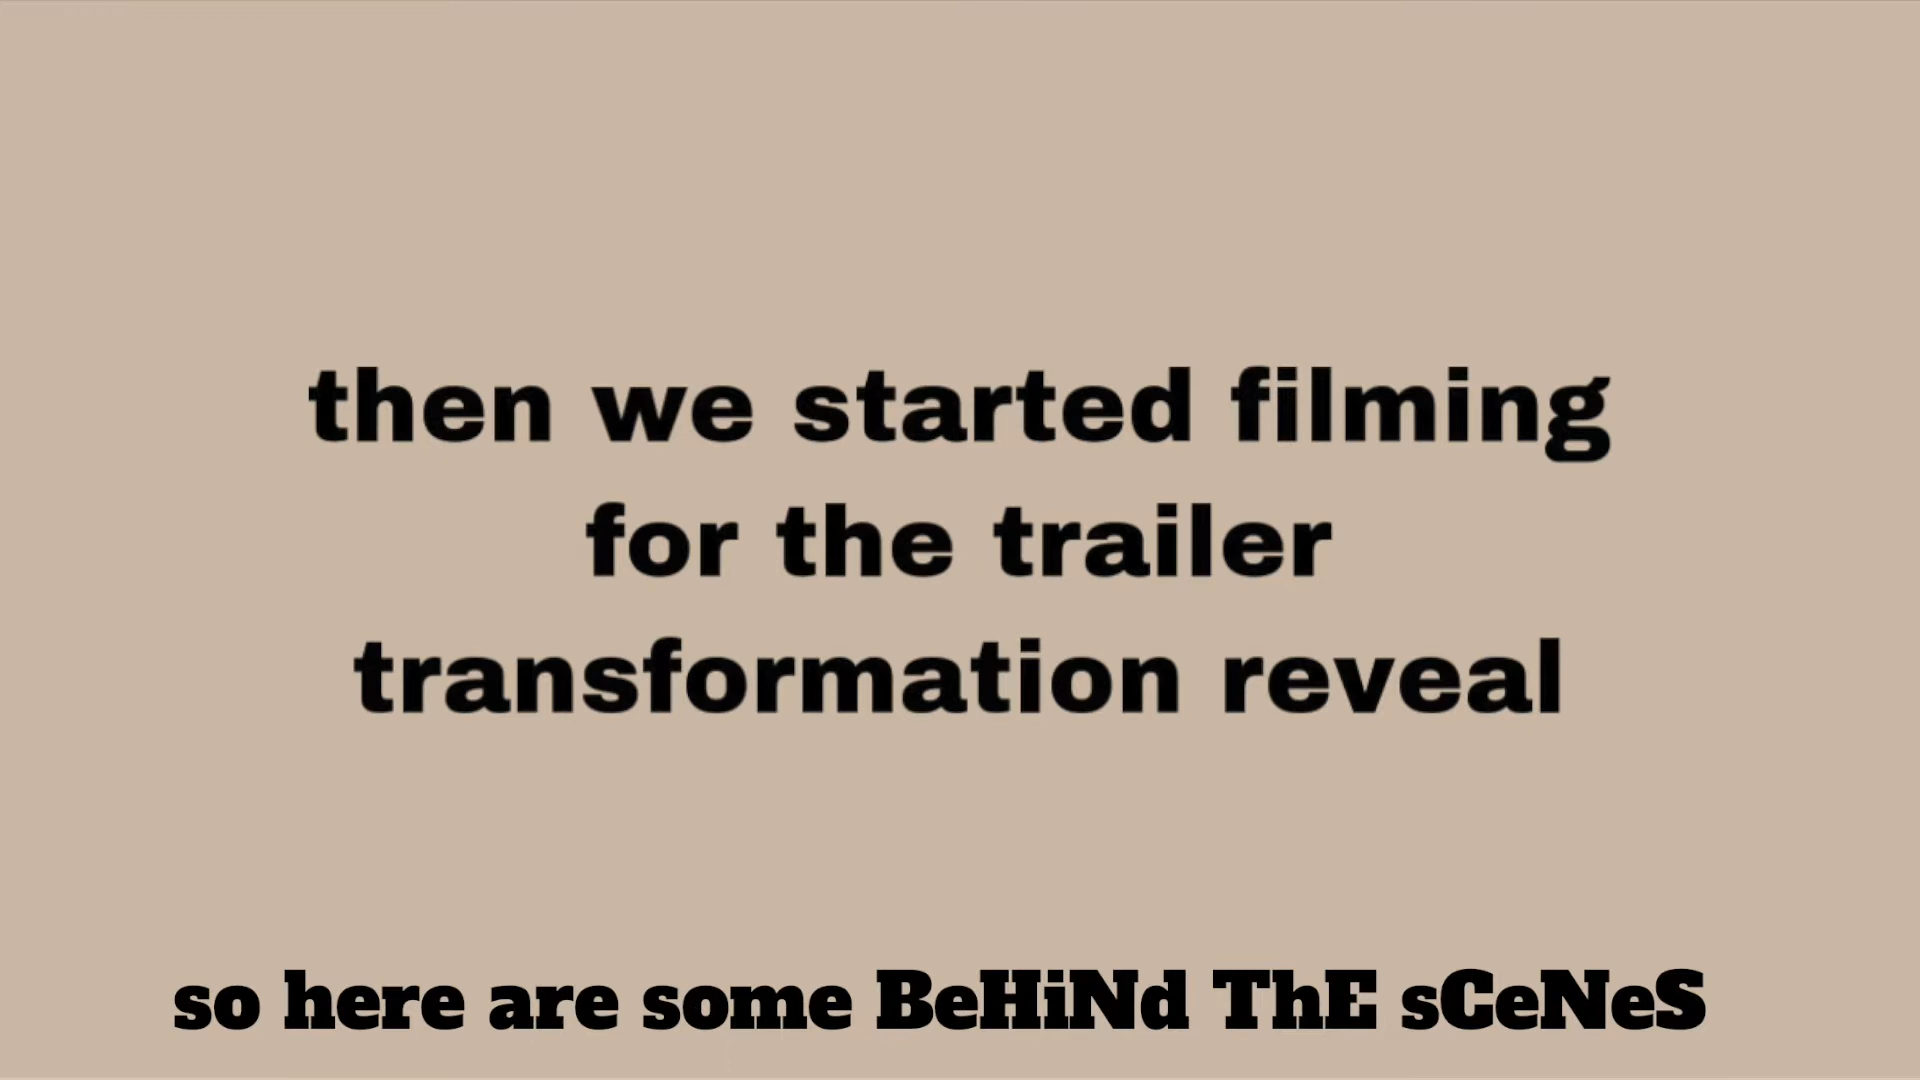 then we started filming
for the trailer
transformation reveal
so here are some BeHiNd ThE sCeNeS